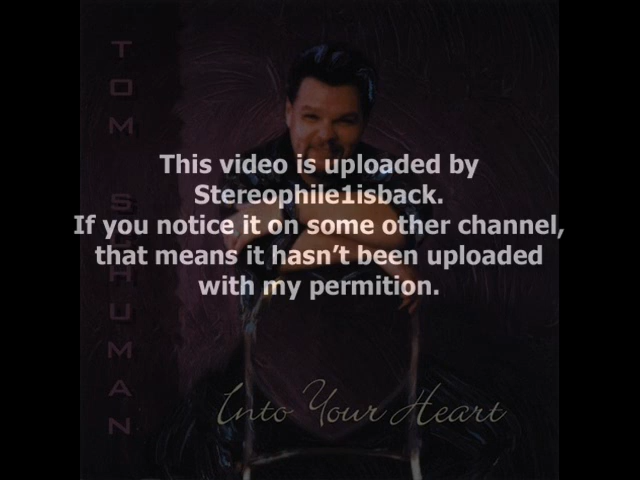 TOM SCHUMAN
This video is uploaded by
Stereophile1isback.
If you notice it on some other channel,
that means it hasn't been uploaded
with my permition.
Into Your Heart